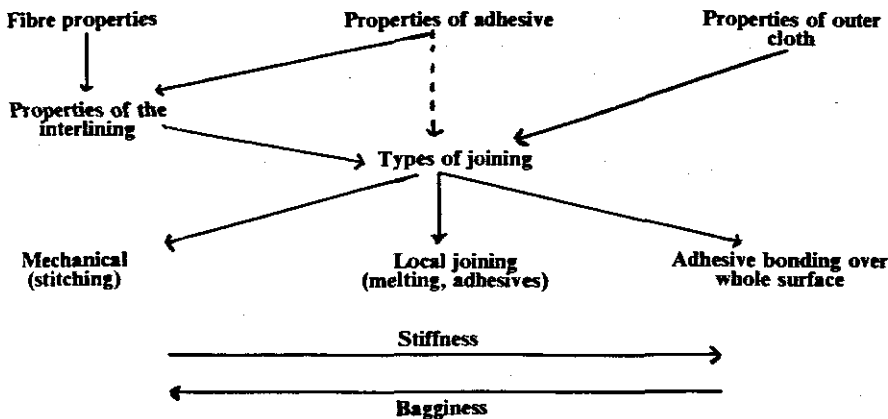 Fibre properties
Properties of adhesive
Properties of outer
cloth
Properties of the
interlining
Types of joining
Mechanical
(stitching)
Local joining
(melting, adhesives)
Adhesive bonding over
whole surface
Stiffness
Bagginess